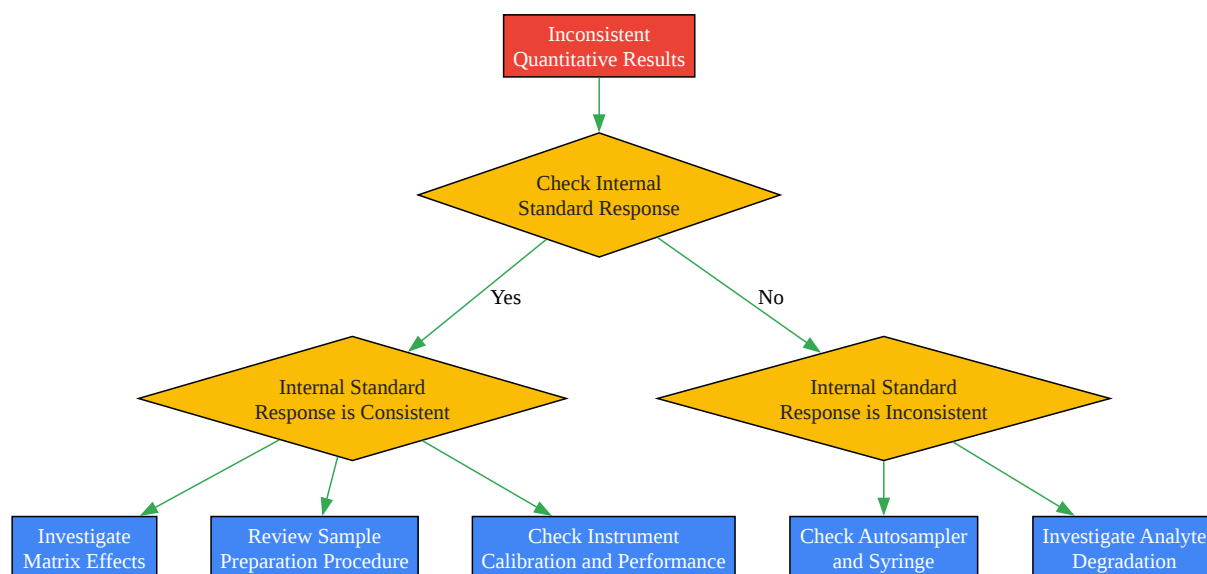 Inconsistent
Quantitative Results
Check Internal
Standard Response
Yes
No
Internal Standard
Response is Consistent
Internal Standard
Response is Inconsistent
Investigate
Matrix Effects
Review Sample
Preparation Procedure
Check Instrument
Calibration and Performance
Check Autosampler
and Syringe
Investigate Analyte
Degradation